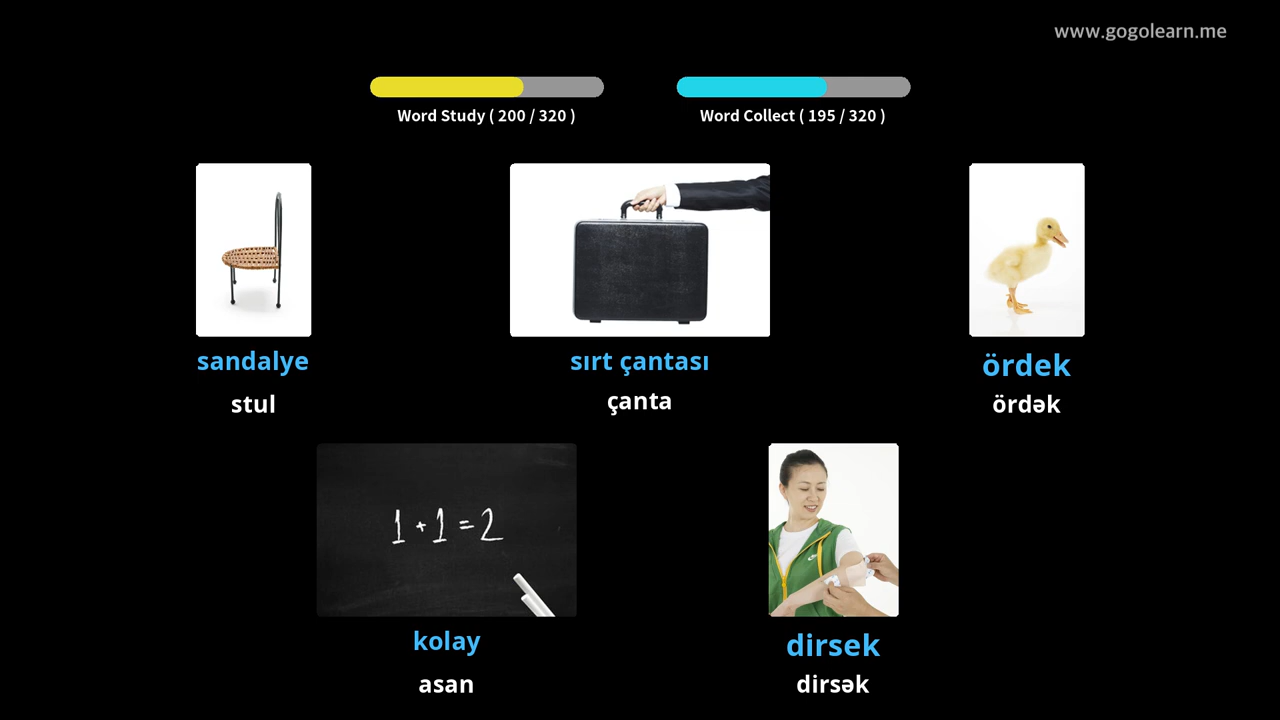 www.gogolearn.me
Word Study ( 200 / 320 )
Word Collect ( 195 / 320 )
sandalye
stul
sırt çantası
çanta
ördek
ördək
1 + 1 = 2
kolay
asan
dirsek
dirsək